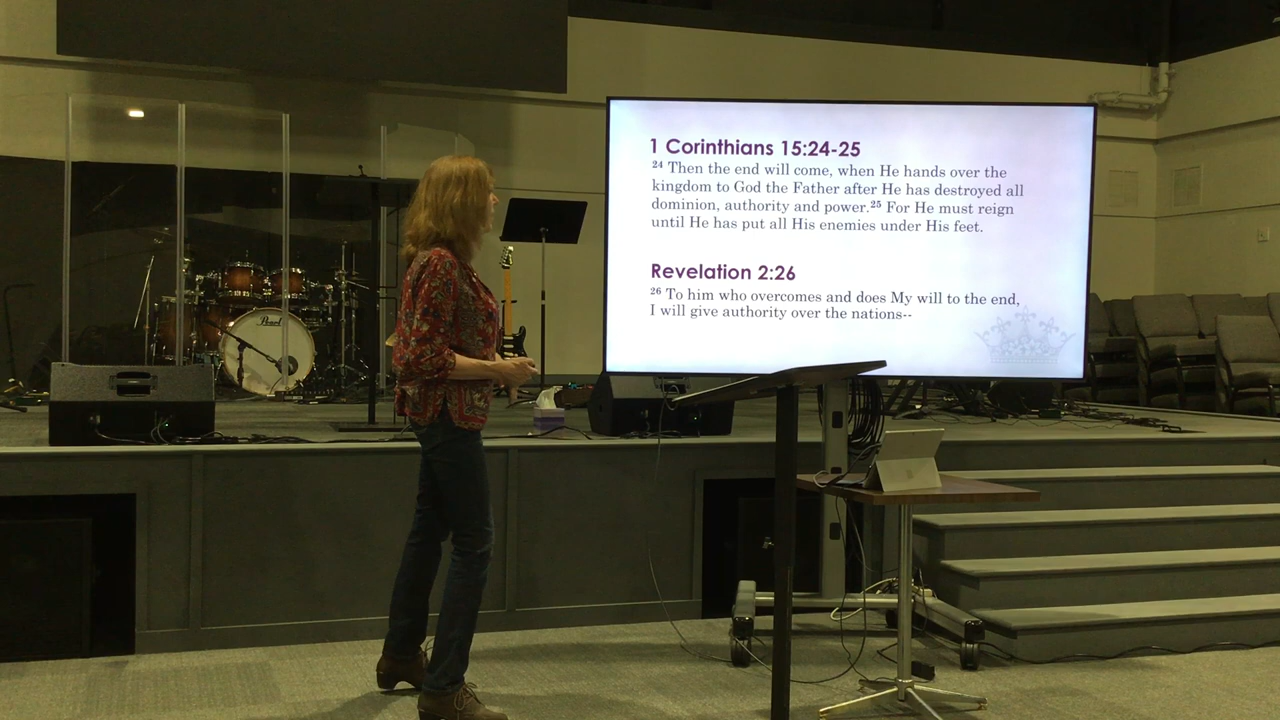 1 Corinthians 15:24-25
24 Then the end will come, when He hands over the
kingdom to God the Father after He has destroyed all
dominion, authority and power.25 For He must reign
until He has put all His enemies under His feet.
Revelation 2:26
26 To him who overcomes and does My will to the end,
I will give authority over the nations--
Pearl